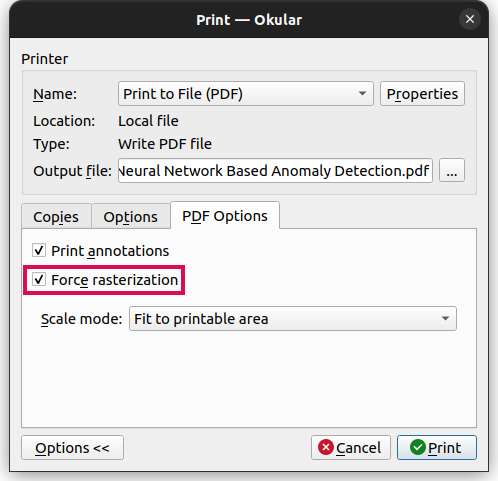 Print — Okular
Printer
Name: Print to File (PDF) Properties
Location: Local file
Type: Write PDF file
Output file: Neural Network Based Anomaly Detection.pdf ...
Copies Options PDF Options
Print annotations
Force rasterization
Scale mode: Fit to printable area
Options << Cancel Print